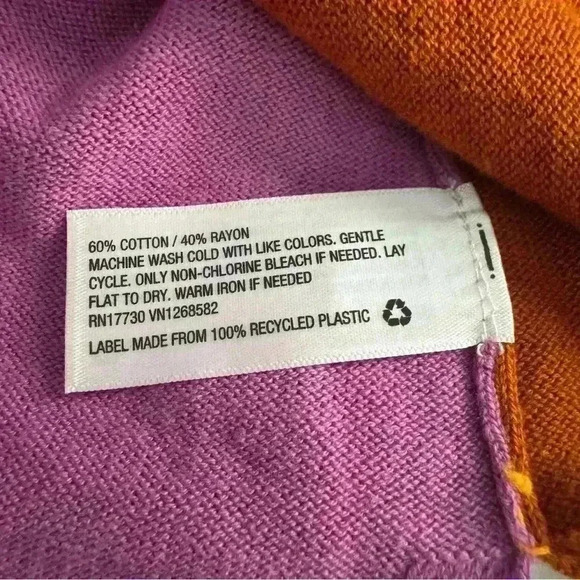 60% COTTON / 40% RAYON
MACHINE WASH COLD WITH LIKE COLORS. GENTLE
CYCLE. ONLY NON-CHLORINE BLEACH IF NEEDED. LAY
FLAT TO DRY. WARM IRON IF NEEDED
RN17730 VN1268582
LABEL MADE FROM 100% RECYCLED PLASTIC